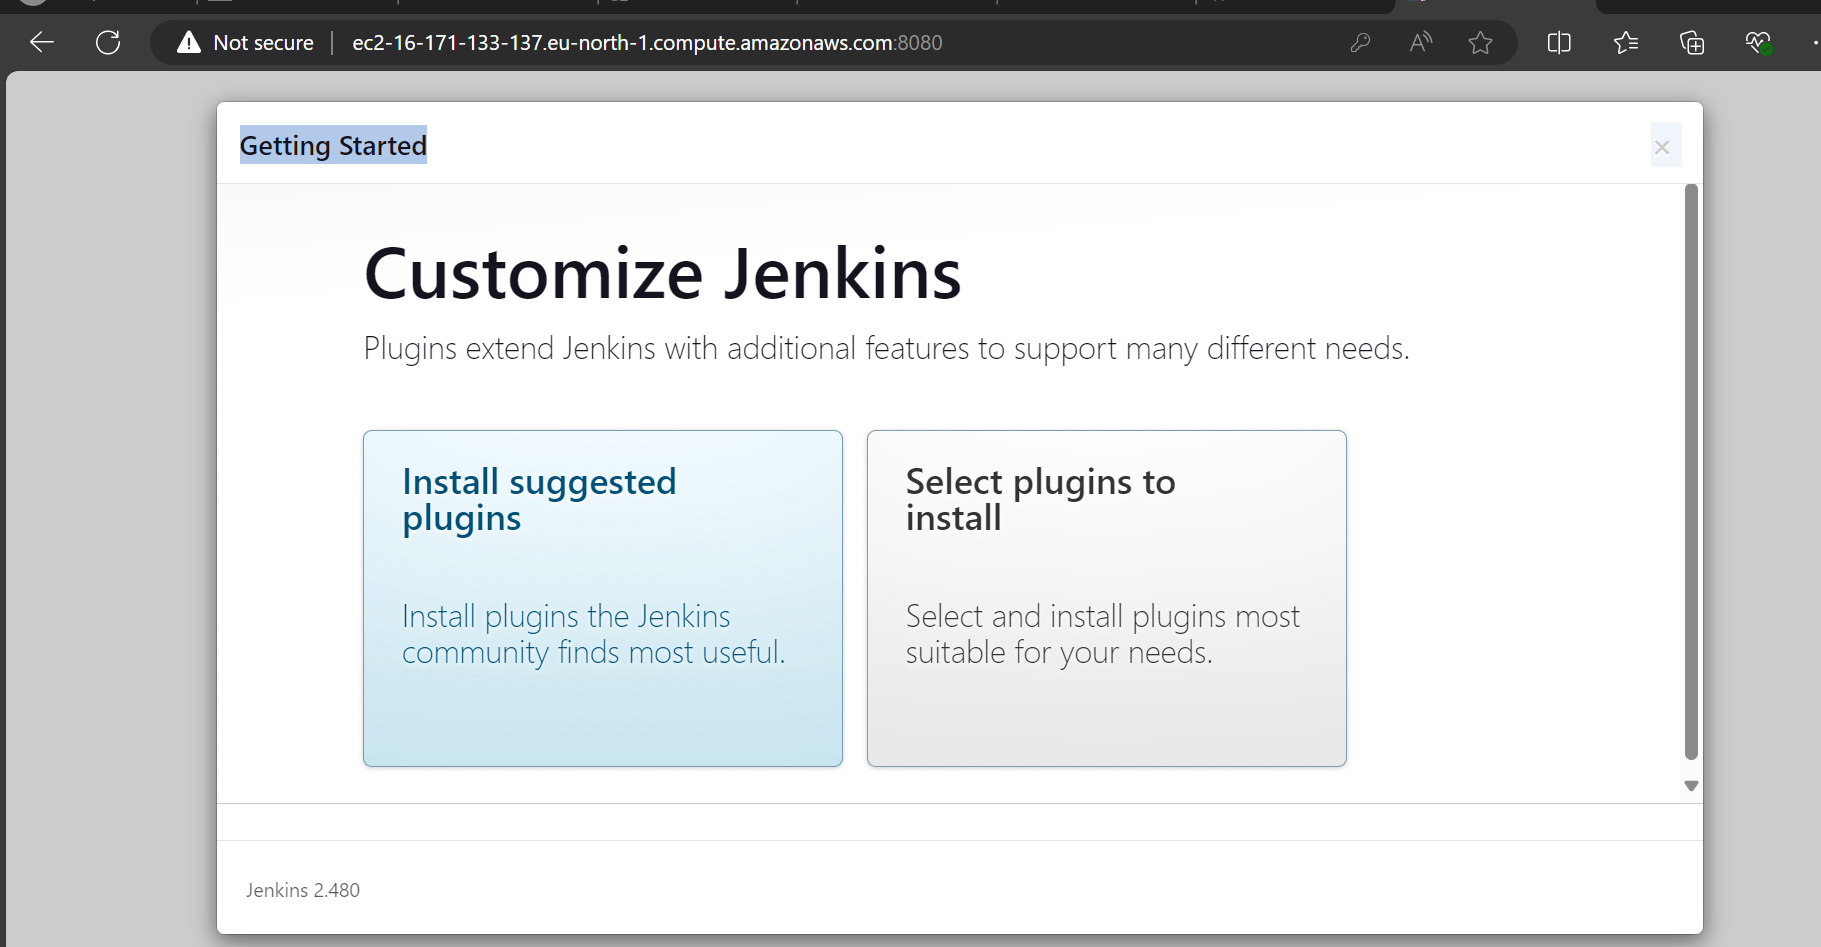 Not secure ec2-16-171-133-137.eu-north-1.compute.amazonaws.com:8080
Getting Started
Customize Jenkins
Plugins extend Jenkins with additional features to support many different needs.
Install suggested
plugins
Install plugins the Jenkins
community finds most useful.
Select plugins to
install
Select and install plugins most
suitable for your needs.
Jenkins 2.480